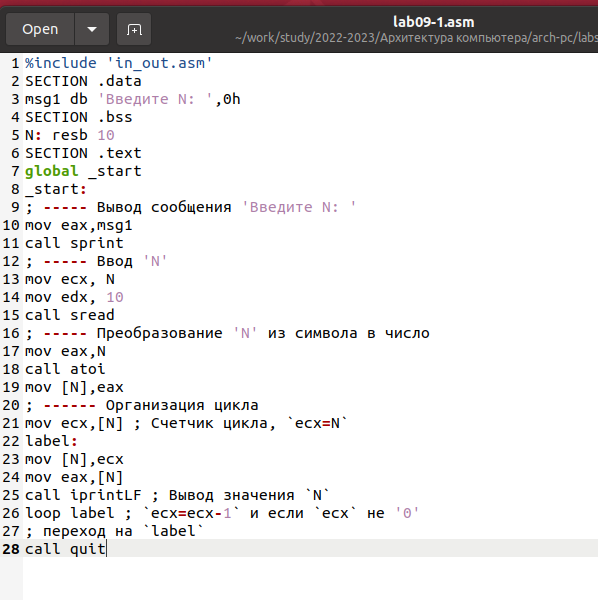 Open
lab09-1.asm
~/work/study/2022-2023/Архитектура компьютера/arch-pc/labs
1 %include 'in_out.asm'
2 SECTION .data
3 msg1 db 'Введите N: ',0h
4 SECTION .bss
5 N: resb 10
6 SECTION .text
7 global _start
8 _start:
9 ; ----- Вывод сообщения 'Введите N: '
10 mov eax,msg1
11 call sprint
12 ; ----- Ввод 'N'
13 mov ecx, N
14 mov edx, 10
15 call sread
16 ; ----- Преобразование 'N' из символа в число
17 mov eax,N
18 call atoi
19 mov [N],eax
20 ; ------ Организация цикла
21 mov ecx,[N] ; Счетчик цикла, `ecx=N`
22 label:
23 mov [N],ecx
24 mov eax,[N]
25 call iprintLF ; Вывод значения `N`
26 loop label ; `ecx=ecx-1` и если `ecx` не '0'
27 ; переход на `label`
28 call quit